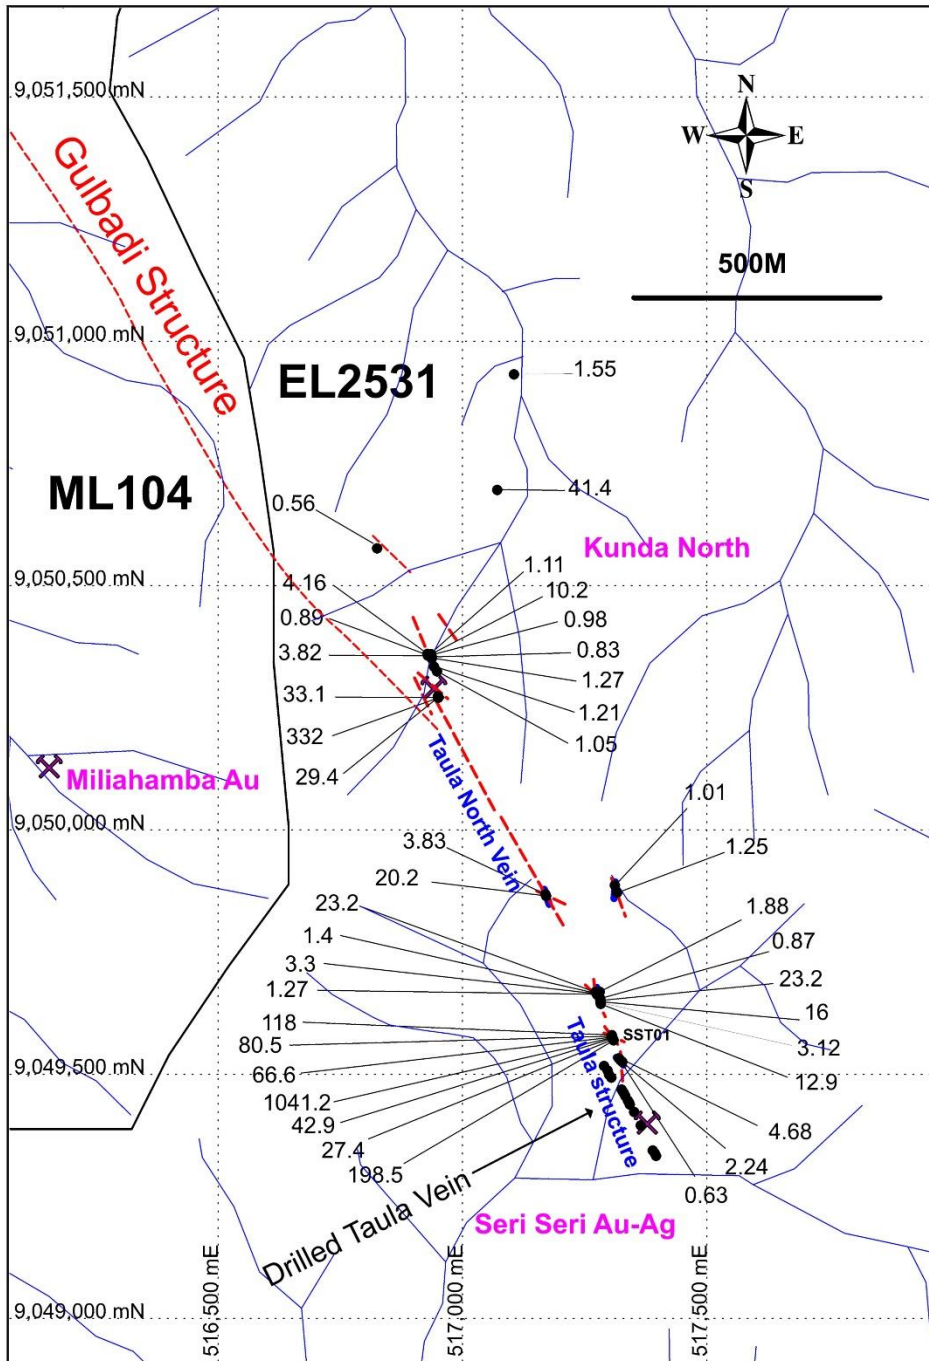 N
9,051,500 mN
W E
S
Gulbadi Structure
500M
9,051,000 mN
1.55
EL2531
ML104
41.4
0.56
Kunda North
1.11
9,050,500 mN
4.16
10.2
0.89
0.98
3.82
0.83
1.27
33.1
1.21
332
1.05
29.4
Taula North Vein
Miliahamba Au
1.01
9,050,000 mN
3.83
1.25
20.2
23.2
1.88
1.4
0.87
3.3
23.2
1.27
16
118
SST01
80.5
3.12
66.6
9,049,500 mN
12.9
1041.2
42.9
4.68
27.4
Taula structure
198.5
2.24
0.63
Drilled Taula Vein
Seri Seri Au-Ag
9,049,000 mN
516,500 mE
517,000 mE
517,500 mE